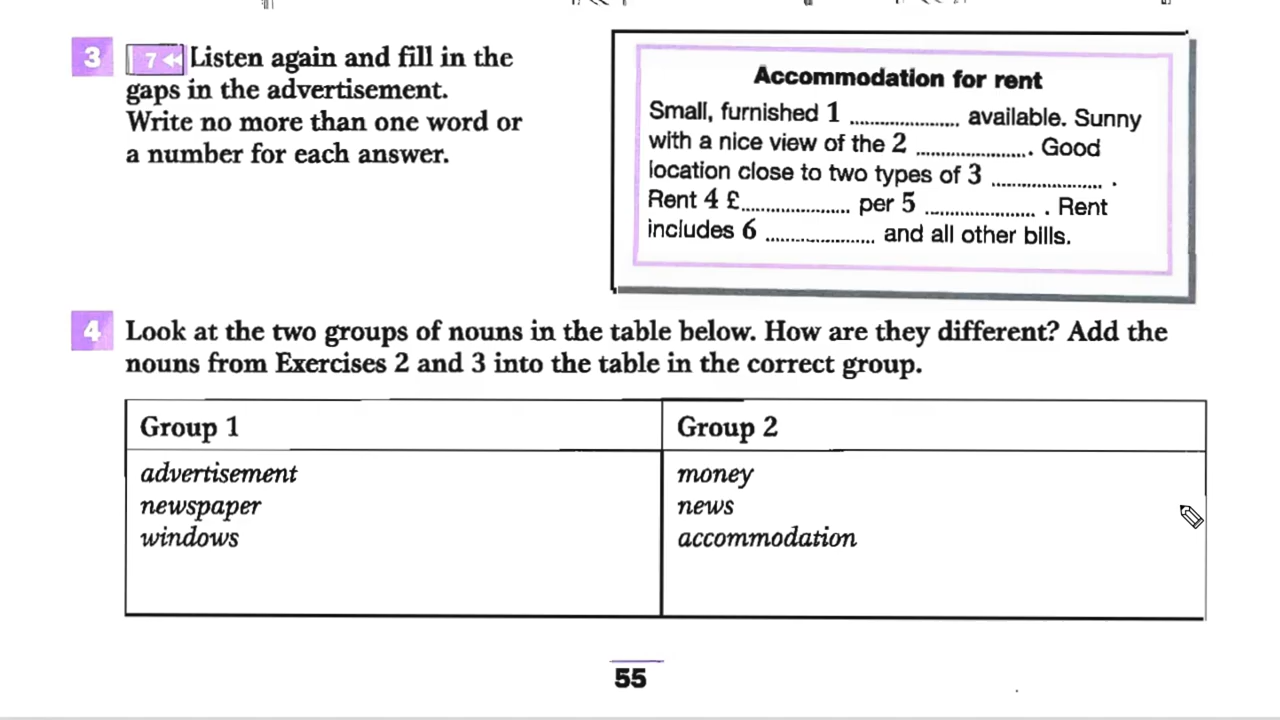 3
7 Listen again and fill in the
gaps in the advertisement.
Write no more than one word or
a number for each answer.
Accommodation for rent
Small, furnished 1 .................... available. Sunny
with a nice view of the 2 .................... . Good
location close to two types of 3 .................... .
Rent 4 £.................... per 5 .................... . Rent
includes 6 .................... and all other bills.
4 Look at the two groups of nouns in the table below. How are they different? Add the
nouns from Exercises 2 and 3 into the table in the correct group.
Group 1
advertisement
newspaper
windows
Group 2
money
news
accommodation
55